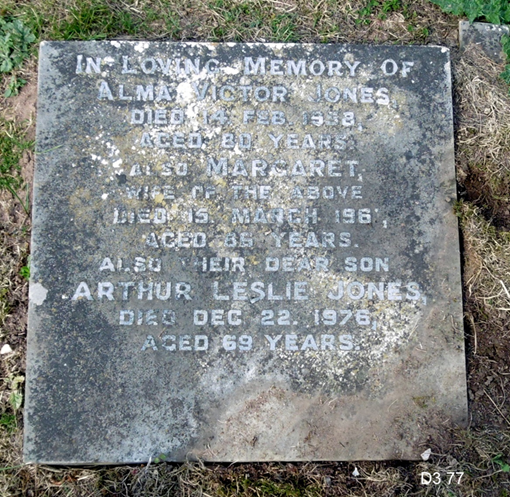 IN LOVING MEMORY OF
ALMA VICTOR JONES,
DIED 14 FEB. 1938,
AGED 80 YEARS.
ALSO MARGARET,
WIFE OF THE ABOVE
DIED 15. MARCH 1961,
AGED 86 YEARS.
ALSO THEIR DEAR SON
ARTHUR LESLIE JONES,
DIED DEC 22. 1976,
AGED 69 YEARS.
D3 77